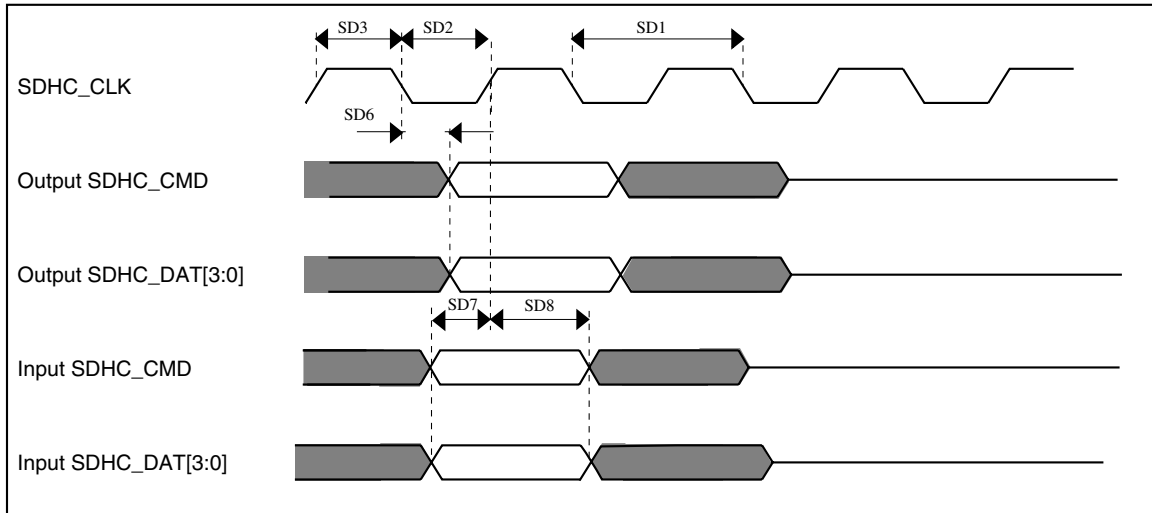 SD3
SD2
SD1
SDHC_CLK
SD6
Output SDHC_CMD
Output SDHC_DAT[3:0]
SD7
SD8
Input SDHC_CMD
Input SDHC_DAT[3:0]